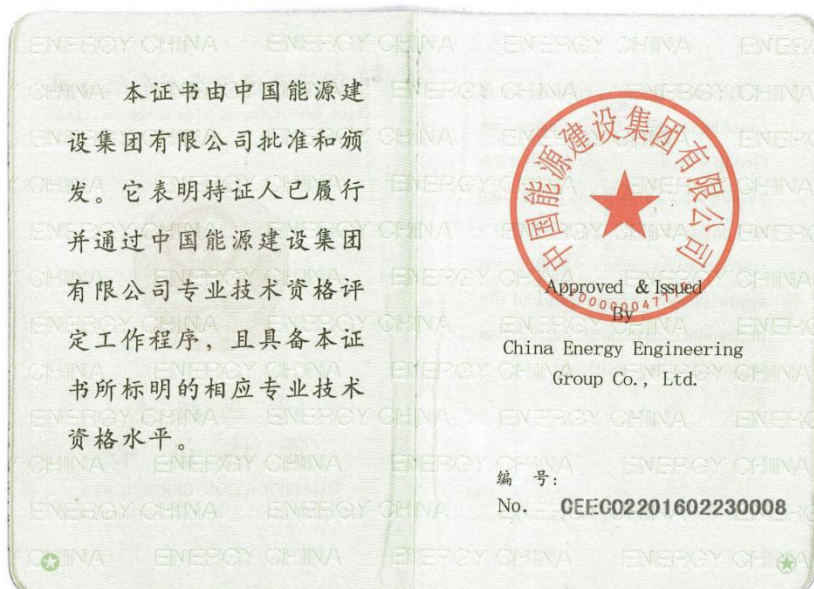 本证书由中国能源建
设集团有限公司批准和颁
发。它表明持证人已履行
并通过中国能源建设集团
有限公司专业技术资格评
定工作程序，且具备本证
书所标明的相应专业技术
资格水平。
中国能源建设集团有限公司
Approved & Issued
By
China Energy Engineering
Group Co., Ltd.
编 号:
No. CEEC02201602230008
ENERGY CHINA